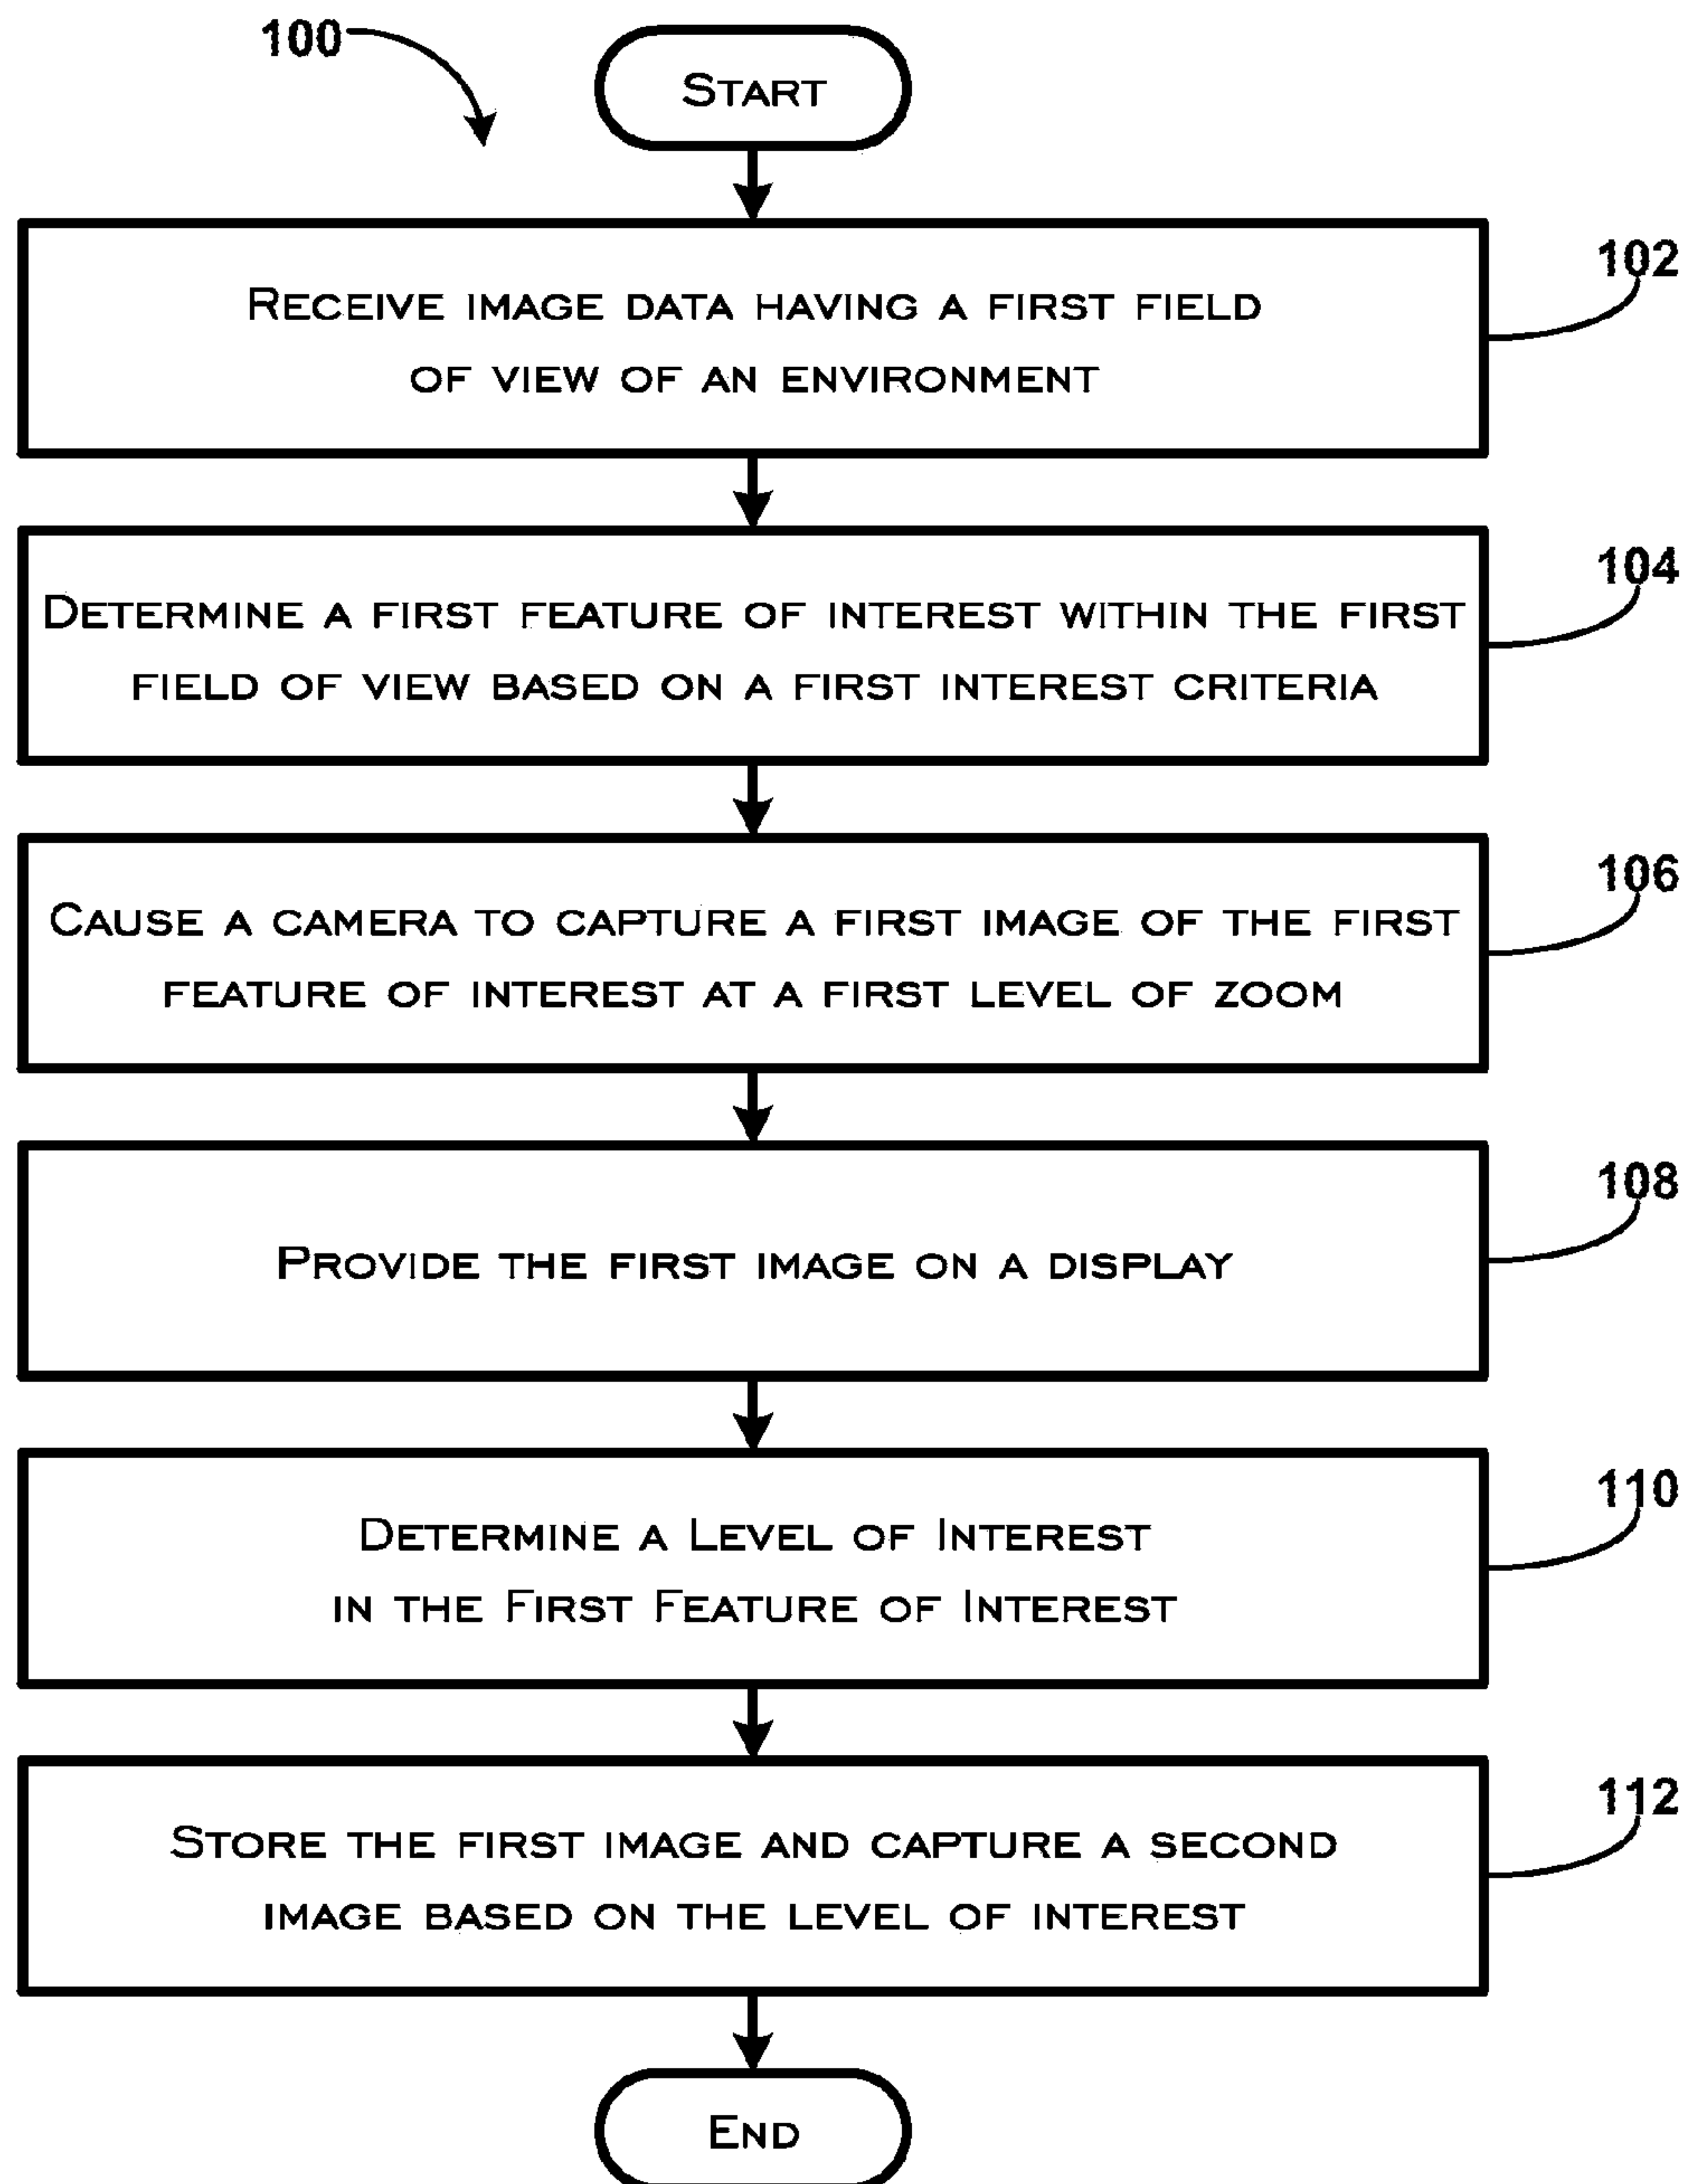 100
START
RECEIVE IMAGE DATA HAVING A FIRST FIELD
OF VIEW OF AN ENVIRONMENT
102
DETERMINE A FIRST FEATURE OF INTEREST WITHIN THE FIRST
FIELD OF VIEW BASED ON A FIRST INTEREST CRITERIA
104
CAUSE A CAMERA TO CAPTURE A FIRST IMAGE OF THE FIRST
FEATURE OF INTEREST AT A FIRST LEVEL OF ZOOM
106
PROVIDE THE FIRST IMAGE ON A DISPLAY
108
DETERMINE A LEVEL OF INTEREST
IN THE FIRST FEATURE OF INTEREST
110
STORE THE FIRST IMAGE AND CAPTURE A SECOND
IMAGE BASED ON THE LEVEL OF INTEREST
112
END